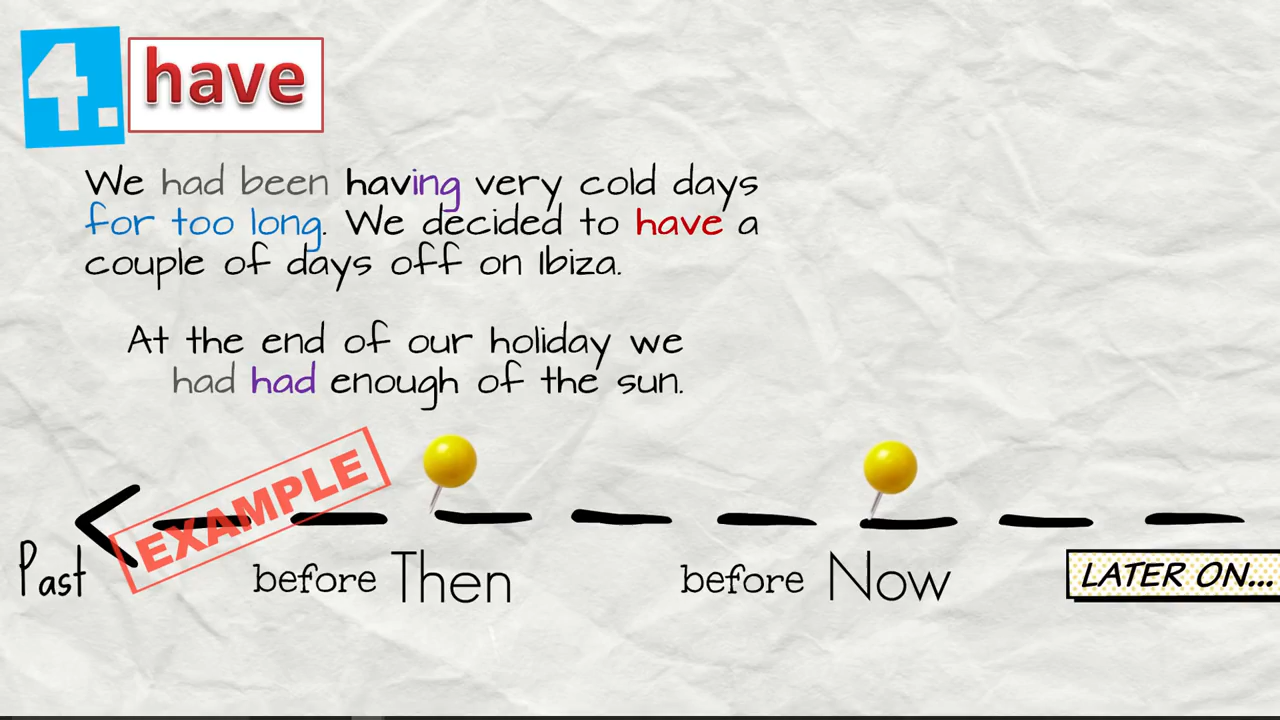 4. have
We had been having very cold days
for too long. We decided to have a
couple of days off on Ibiza.
At the end of our holiday we
had had enough of the sun.
EXAMPLE
Past
before Then
before Now
LATER ON...